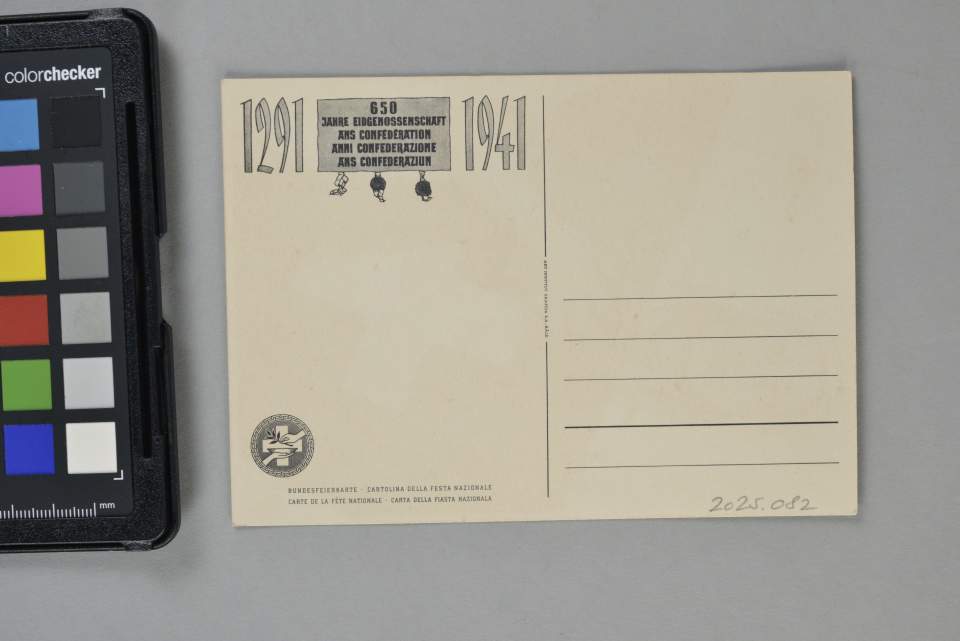 colorchecker
mm
1291
650
JAHRE EIDGENOSSENSCHAFT
ANS CONFÉDÉRATION
ANNI CONFEDERAZIONE
ANS CONFEDERAZIUN
1941
BUNDESFEIERKARTE · CARTOLINA DELLA FESTA NAZIONALE
CARTE DE LA FÊTE NATIONALE · CARTA DELLA FIASTA NAZIUNALA
2025.082